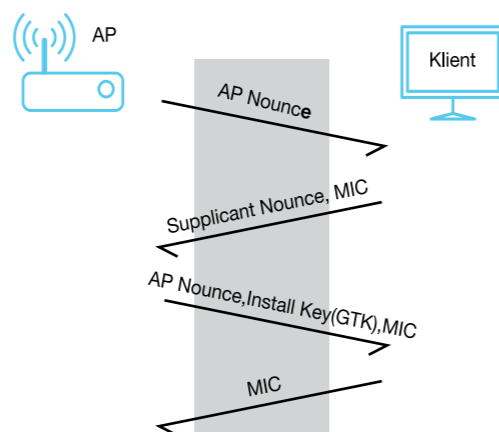 AP
Klient
AP Nounce
Supplicant Nounce, MIC
AP Nounce,Install Key(GTK),MIC
MIC